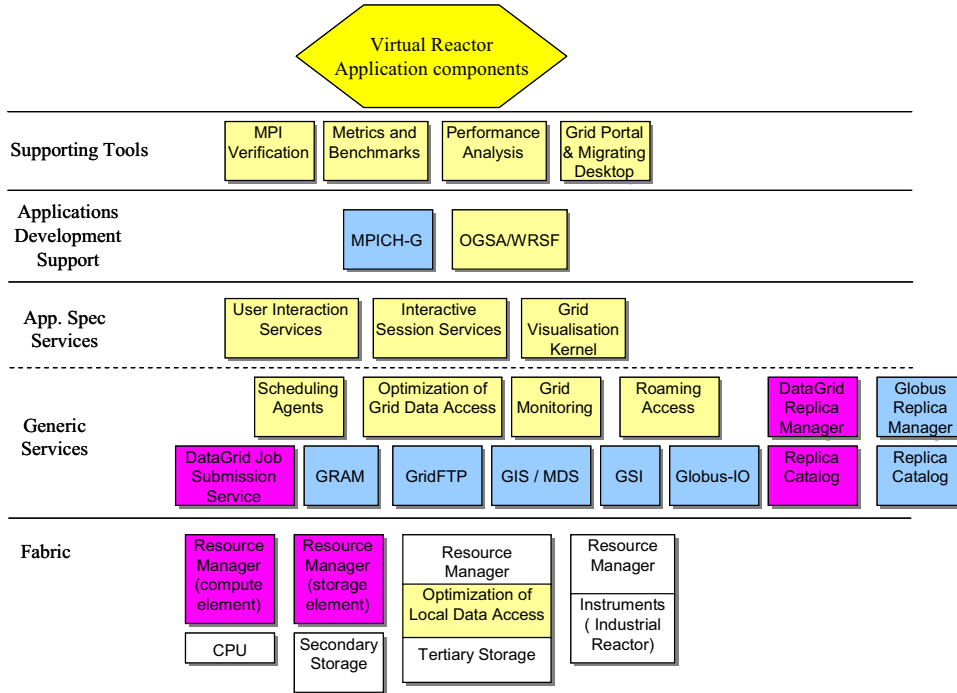 Virtual Reactor
Application components
Supporting Tools
MPI
Verification
Metrics and
Benchmarks
Performance
Analysis
Grid Portal
& Migrating
Desktop
Applications
Development
Support
MPICH-G
OGSA/WRSF
App. Spec
Services
User Interaction
Services
Interactive
Session Services
Grid
Visualisation
Kernel
Generic
Services
Scheduling
Agents
Optimization of
Grid Data Access
Grid
Monitoring
Roaming
Access
DataGrid
Replica
Manager
Globus
Replica
Manager
DataGrid Job
Submission
Service
GRAM
GridFTP
GIS / MDS
GSI
Globus-IO
Replica
Catalog
Replica
Catalog
Fabric
Resource
Manager
(compute
element)
Resource
Manager
(storage
element)
Resource
Manager
Optimization of
Local Data Access
Tertiary Storage
Resource
Manager
Instruments
( Industrial
Reactor)
CPU
Secondary
Storage